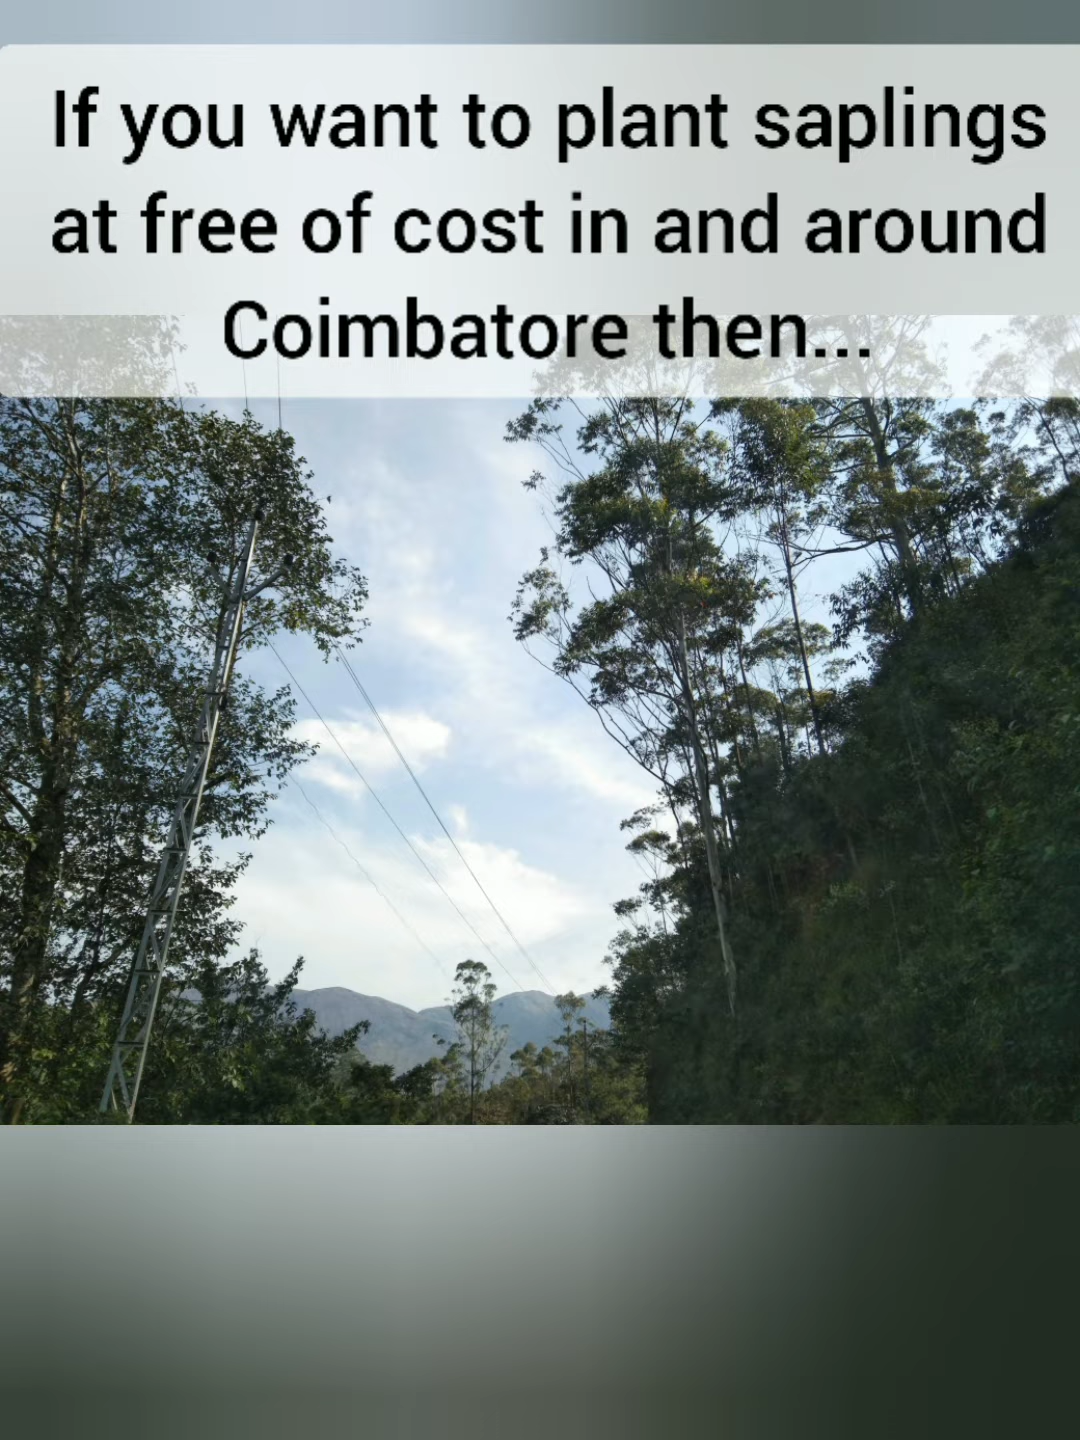 If you want to plant saplings
at free of cost in and around
Coimbatore then...